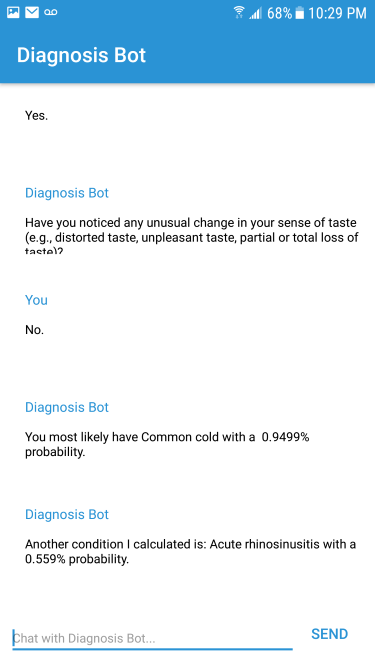 68% 10:29 PM
Diagnosis Bot
Yes.
Diagnosis Bot
Have you noticed any unusual change in your sense of taste
(e.g., distorted taste, unpleasant taste, partial or total loss of
taste)?
You
No.
Diagnosis Bot
You most likely have Common cold with a 0.9499%
probability.
Diagnosis Bot
Another condition I calculated is: Acute rhinosinusitis with a
0.559% probability.
Chat with Diagnosis Bot...
SEND